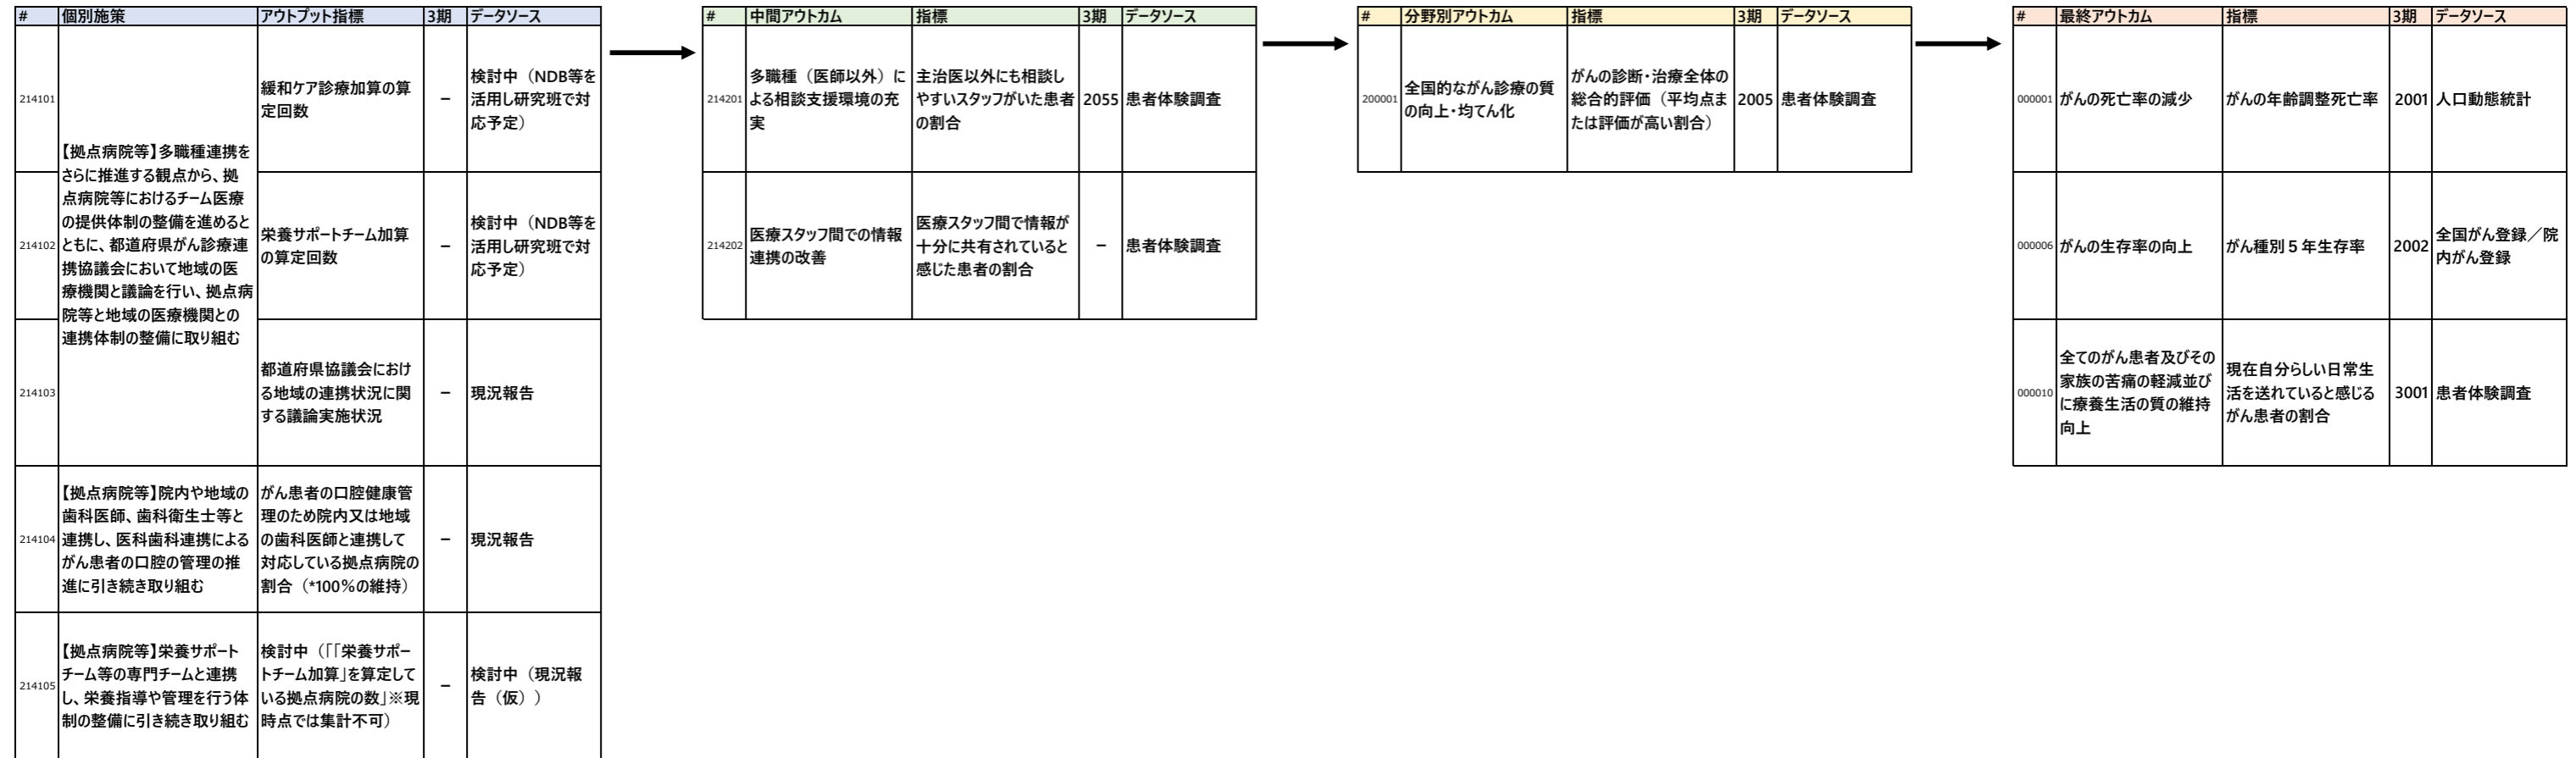 # 個別施策 アウトプット指標 3期 データソース
214101
【拠点病院等】多職種連携を
さらに推進する観点から、拠
点病院等におけるチーム医療
の提供体制の整備を進めると
ともに、都道府県がん診療連
携協議会において地域の医
療機関と議論を行い、拠点病
院等と地域の医療機関との
連携体制の整備に取り組む
緩和ケア診療加算の算
定回数
－
検討中（NDB等を
活用し研究班で対
応予定）
214102
栄養サポートチーム加算
の算定回数
－
検討中（NDB等を
活用し研究班で対
応予定）
214103
都道府県協議会におけ
る地域の連携状況に関
する議論実施状況
－
現況報告
214104
【拠点病院等】院内や地域の
歯科医師、歯科衛生士等と
連携し、医科歯科連携による
がん患者の口腔の管理の推
進に引き続き取り組む
がん患者の口腔健康管
理のため院内又は地域
の歯科医師と連携して
対応している拠点病院の
割合（*100％の維持）
－
現況報告
214105
【拠点病院等】栄養サポート
チーム等の専門チームと連携
し、栄養指導や管理を行う体
制の整備に引き続き取り組む
検討中（「「栄養サポー
トチーム加算」を算定して
いる拠点病院の数」※現
時点では集計不可）
－
検討中（現況報
告（仮））
# 中間アウトカム 指標 3期 データソース
214201
多職種（医師以外）に
よる相談支援環境の充
実
主治医以外にも相談し
やすいスタッフがいた患者
の割合
2055
患者体験調査
214202
医療スタッフ間での情報
連携の改善
医療スタッフ間で情報が
十分に共有されていると
感じた患者の割合
－
患者体験調査
# 分野別アウトカム 指標 3期 データソース
200001
全国的ながん診療の質
の向上・均てん化
がんの診断・治療全体の
総合的評価（平均点ま
たは評価が高い割合）
2005
患者体験調査
# 最終アウトカム 指標 3期 データソース
000001
がんの死亡率の減少
がんの年齢調整死亡率
2001
人口動態統計
000006
がんの生存率の向上
がん種別５年生存率
2002
全国がん登録／院
内がん登録
000010
全てのがん患者及びその
家族の苦痛の軽減並び
に療養生活の質の維持
向上
現在自分らしい日常生
活を送れていると感じる
がん患者の割合
3001
患者体験調査